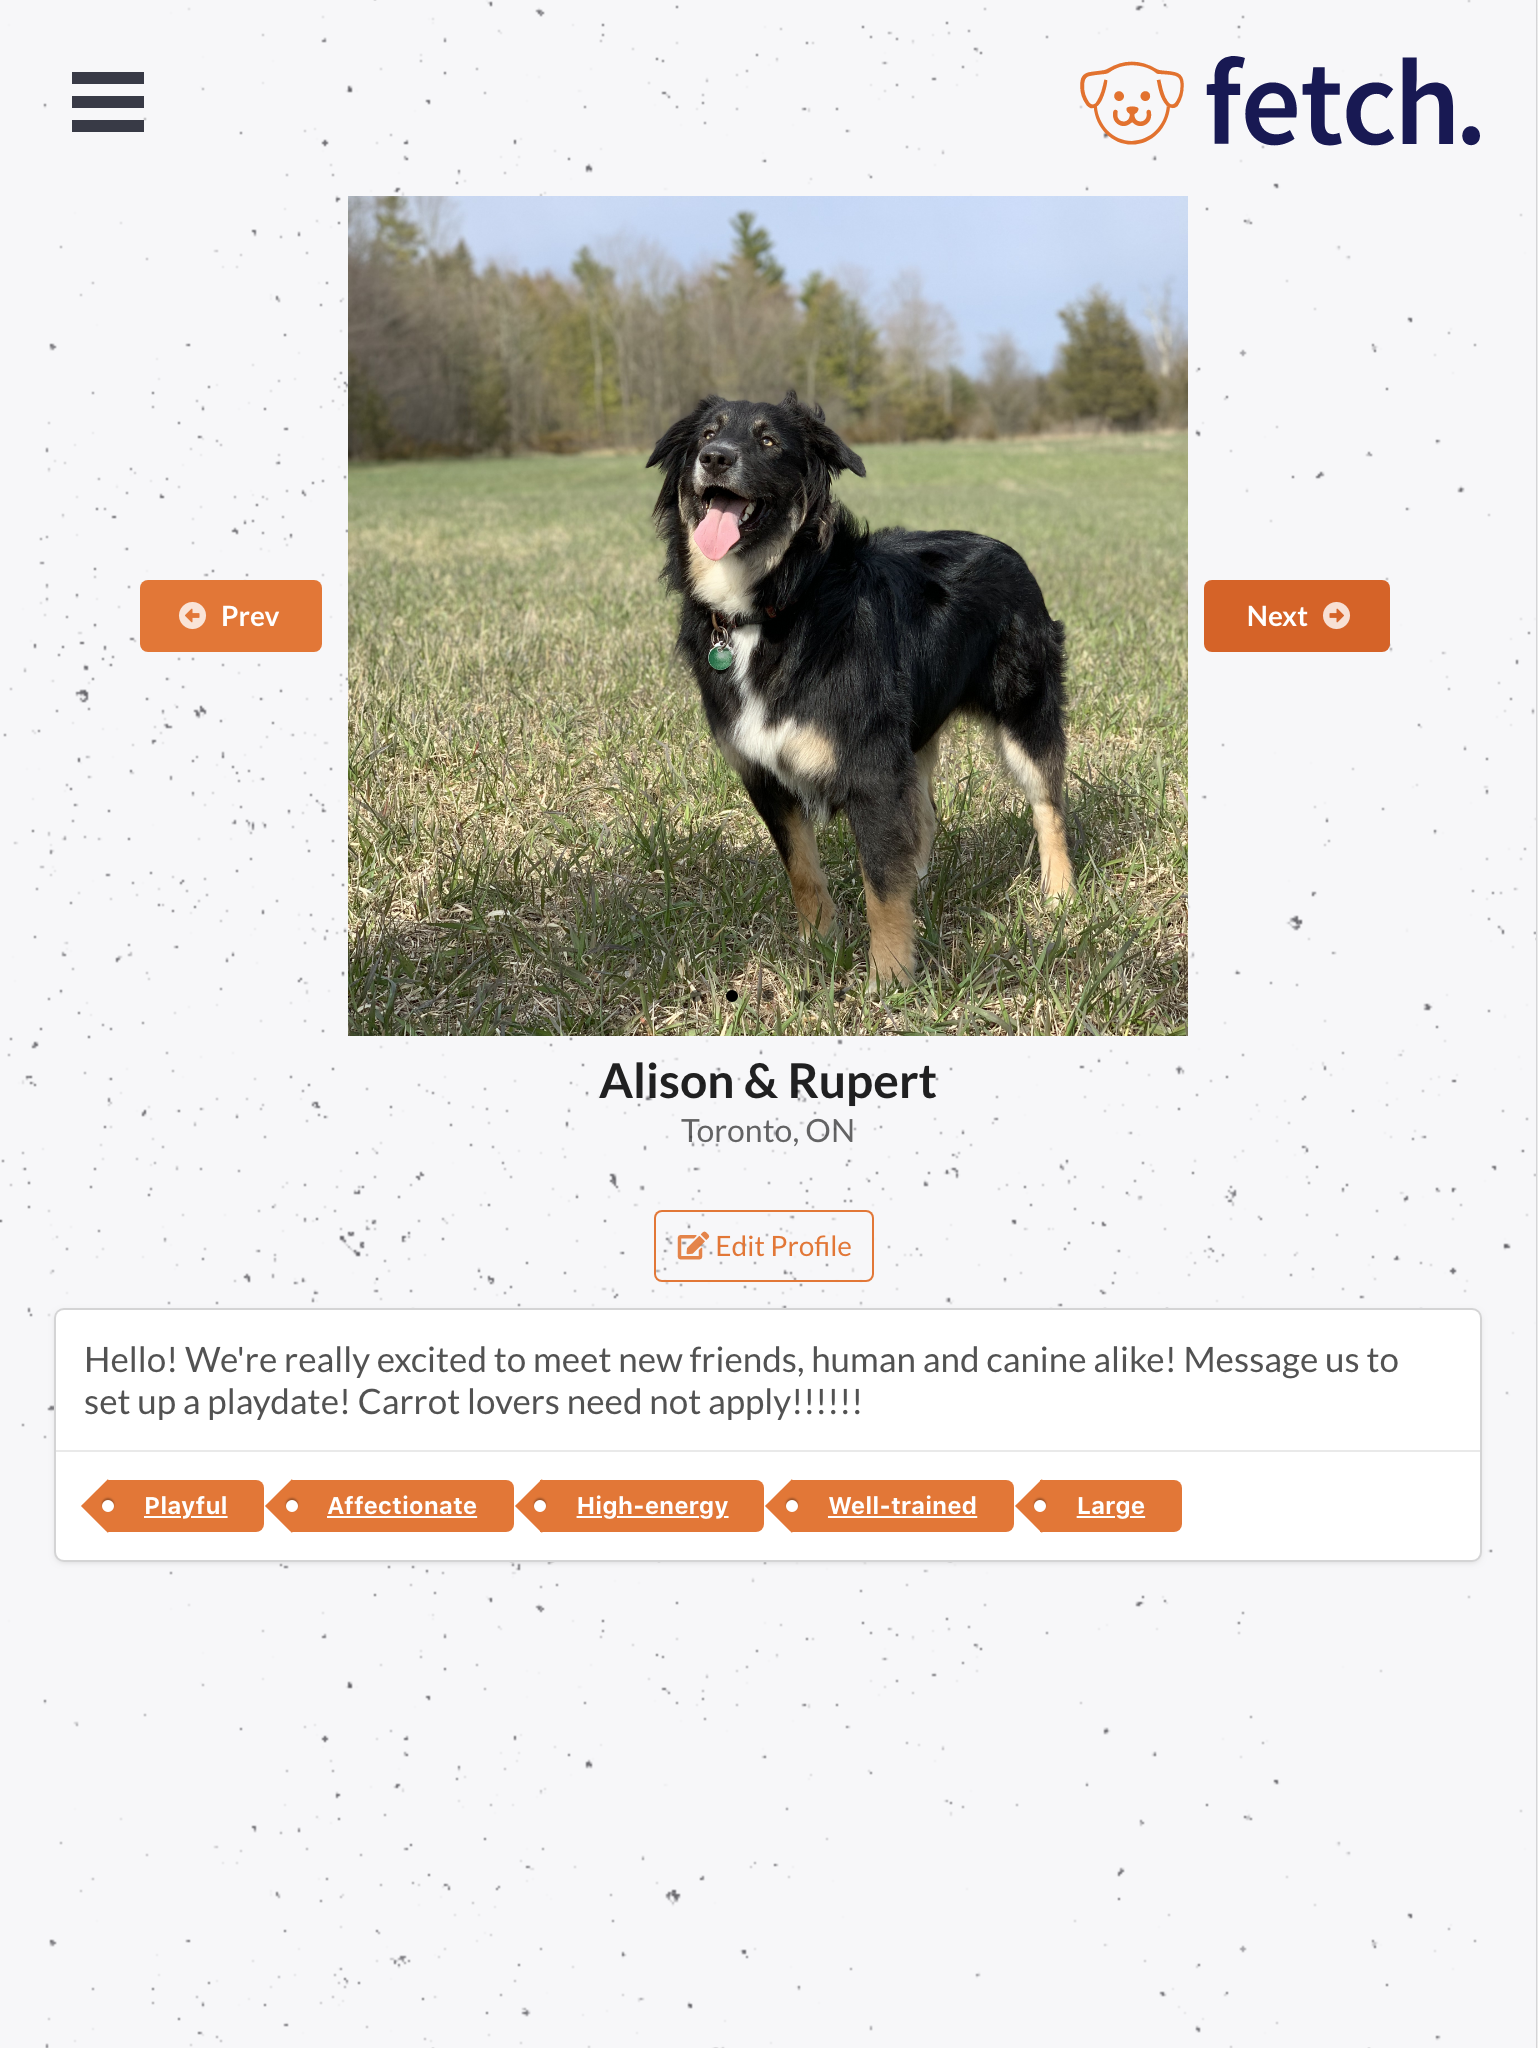 fetch.
Prev
Next
Alison & Rupert
Toronto, ON
Edit Profile
Hello! We're really excited to meet new friends, human and canine alike! Message us to
set up a playdate! Carrot lovers need not apply!!!!!!
Playful Affectionate High-energy Well-trained Large